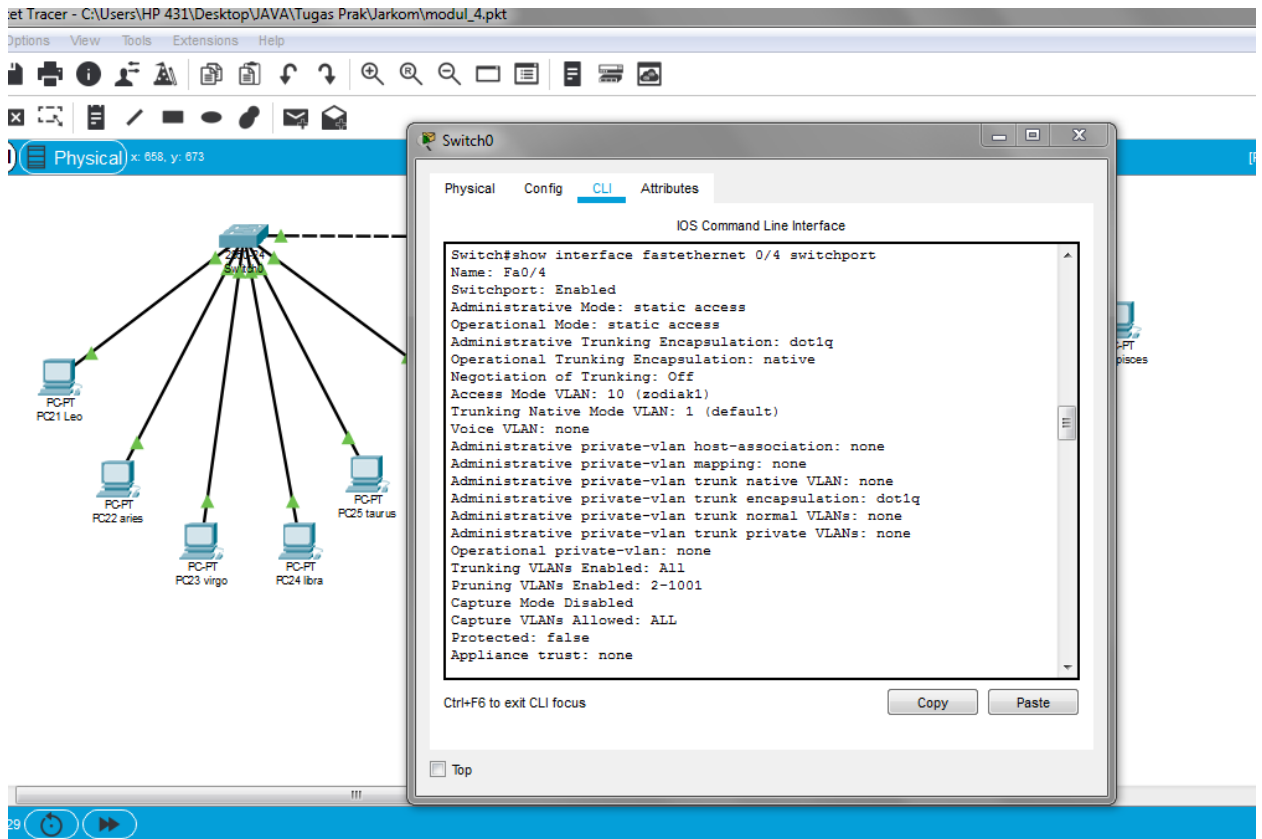 et Tracer - C:\Users\HP 431\Desktop\JAVA\Tugas Prak\Jarkom\modul_4.pkt
Options View Tools Extensions Help
Physical x: 658, y: 673
Switch0
Physical Config CLI Attributes
IOS Command Line Interface
Switch#show interface fastethernet 0/4 switchport
Name: Fa0/4
Switchport: Enabled
Administrative Mode: static access
Operational Mode: static access
Administrative Trunking Encapsulation: dot1q
Operational Trunking Encapsulation: native
Negotiation of Trunking: Off
Access Mode VLAN: 10 (zodiak1)
Trunking Native Mode VLAN: 1 (default)
Voice VLAN: none
Administrative private-vlan host-association: none
Administrative private-vlan mapping: none
Administrative private-vlan trunk native VLAN: none
Administrative private-vlan trunk encapsulation: dot1q
Administrative private-vlan trunk normal VLANs: none
Administrative private-vlan trunk private VLANs: none
Operational private-vlan: none
Trunking VLANs Enabled: All
Pruning VLANs Enabled: 2-1001
Capture Mode Disabled
Capture VLANs Allowed: ALL
Protected: false
Appliance trust: none
Ctrl+F6 to exit CLI focus
Copy Paste
Top
Switch0
PC-PT
PC21 Leo
PC-PT
PC22 aries
PC-PT
PC23 virgo
PC-PT
PC24 libra
PC-PT
PC25 taurus
-PT
pisces
29